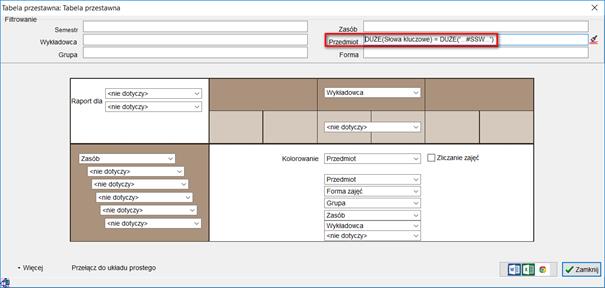 Tabela przestawna: Tabela przestawna
Filtrowanie
Semestr
Zasób
Wykładowca
Przedmiot DUŻE(Słowa kluczowe) = DUŻE(' #SSW ')
Grupa
Forma
Raport dla <nie dotyczy>
<nie dotyczy>
Wykładowca
<nie dotyczy>
Zasób
<nie dotyczy>
<nie dotyczy>
<nie dotyczy>
<nie dotyczy>
<nie dotyczy>
Kolorowanie Przedmiot Zliczanie zajęć
Przedmiot
Forma zajęć
Grupa
Zasób
Wykładowca
<nie dotyczy>
Więcej
Przełącz do układu prostego
Zamknij